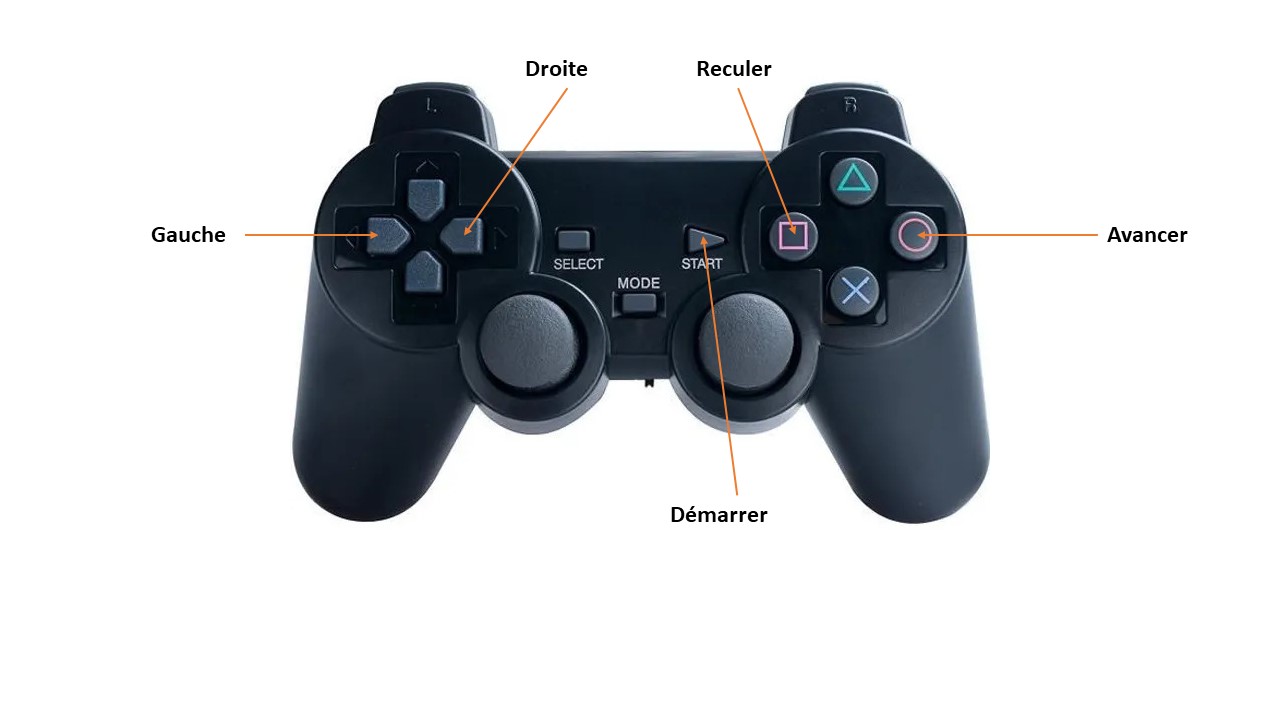 Droite
Reculer
L
R
Gauche
Avancer
SELECT
START
MODE
Démarrer